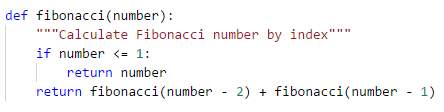 def fibonacci(number):
    """Calculate Fibonacci number by index"""
    if number <= 1:
        return number
    return fibonacci(number - 2) + fibonacci(number - 1)